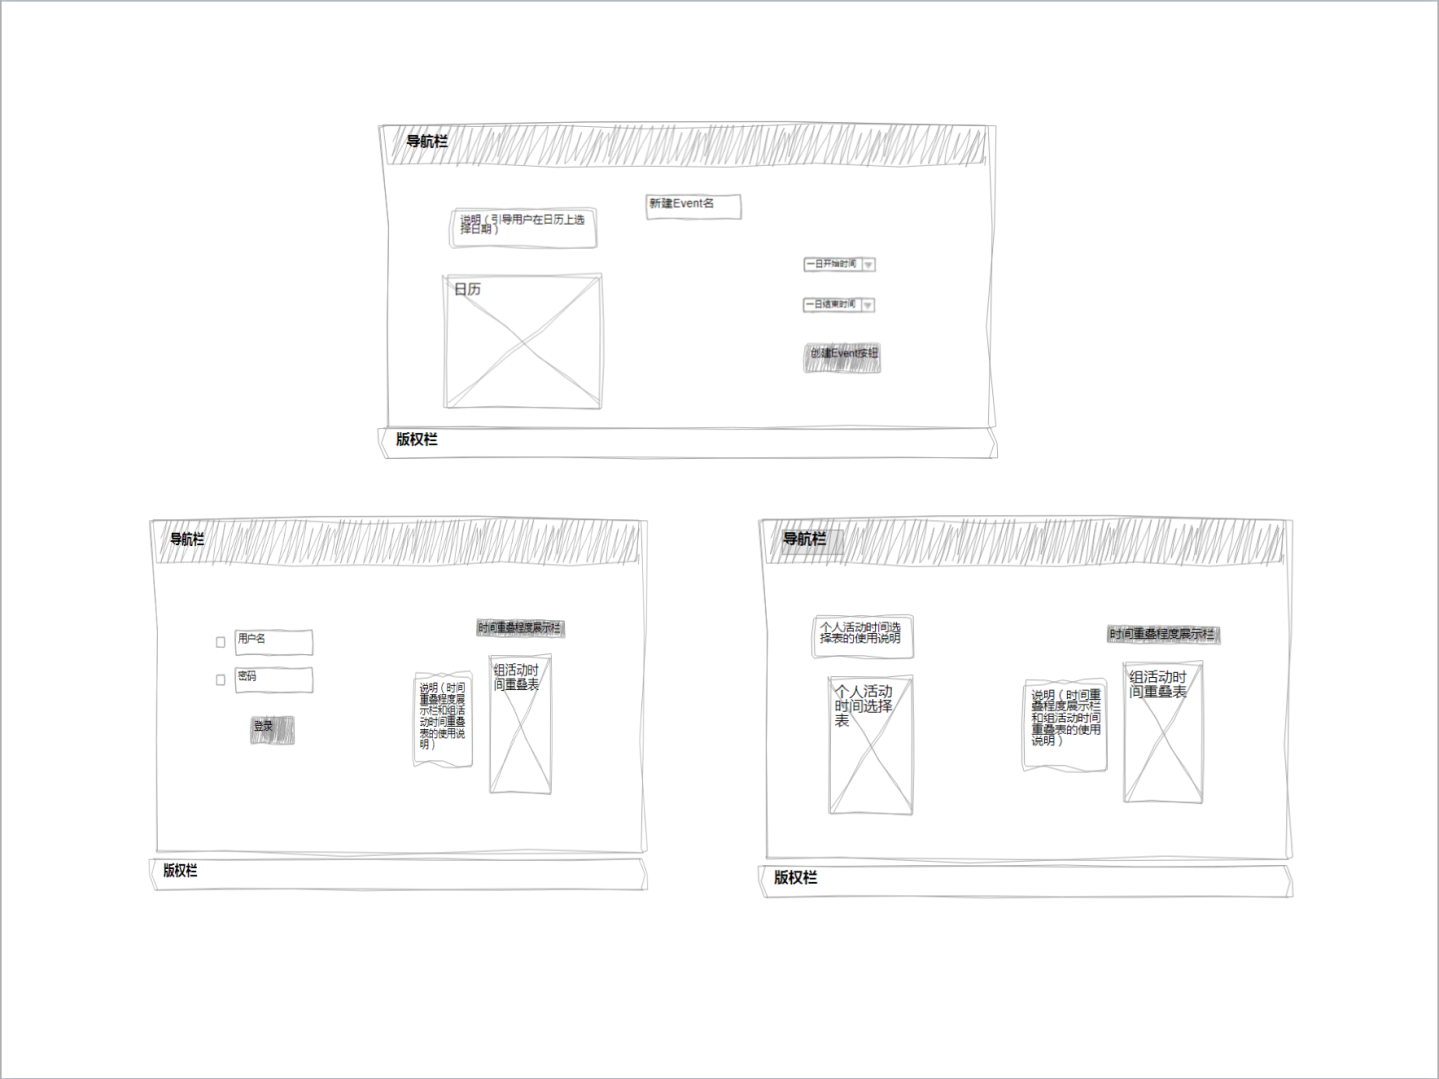 导航栏
新建Event名
说明（引导用户在日历上选
择日期）
一日开始时间
日历
一日结束时间
创建Event按钮
版权栏
导航栏
用户名
密码
登录
时间重叠程度展示栏
说明（时间
重叠程度展
示栏和组活
动时间重叠
表的使用说
明）
组活动时
间重叠表
版权栏
导航栏
个人活动时间选
择表的使用说明
个人活动
时间选择
表
时间重叠程度展示栏
说明（时间重
叠程度展示栏
和组活动时间
重叠表的使用
说明）
组活动时
间重叠表
版权栏